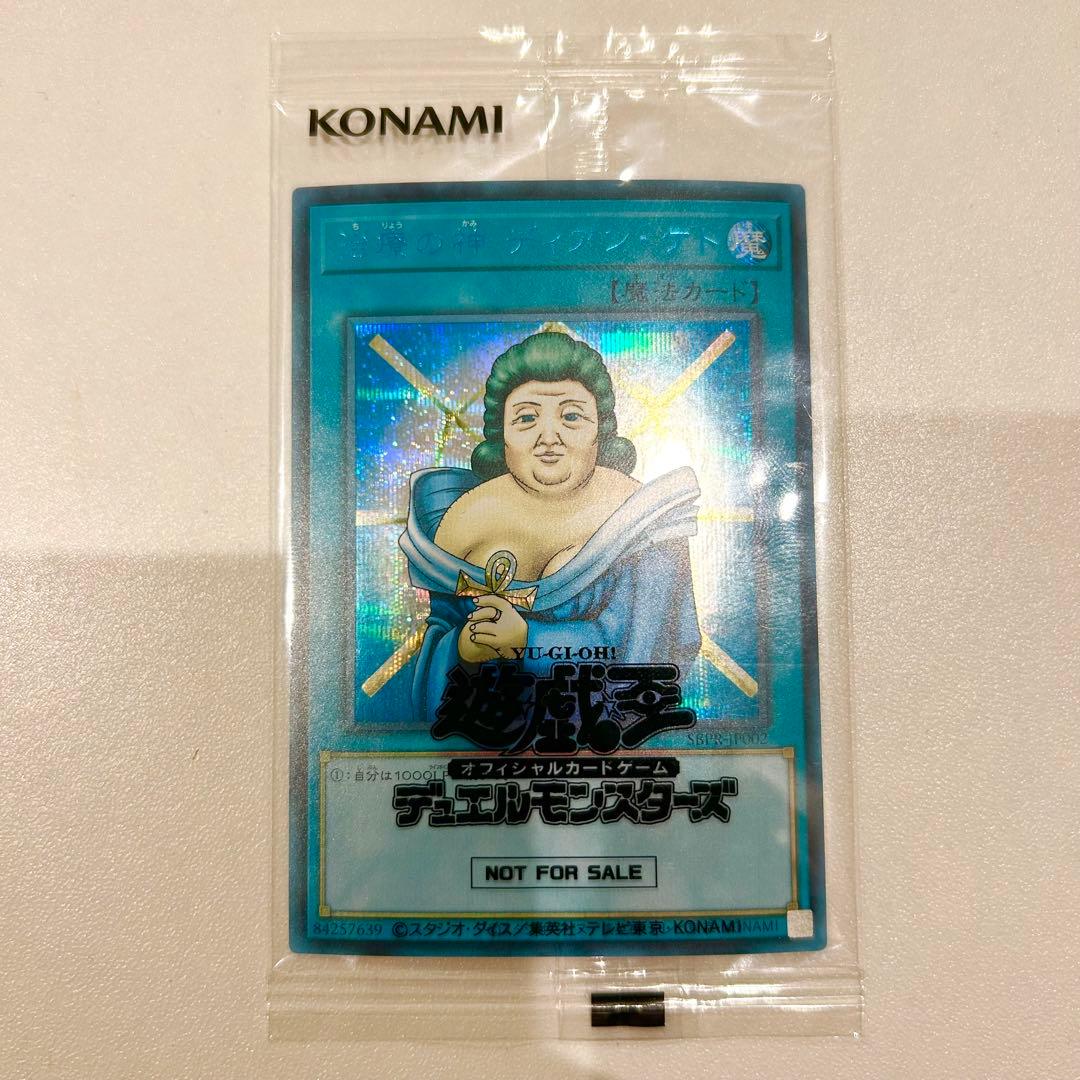 KONAMI
ち りょう かみ
治療の神 ディアン・ケト 魔
【魔法カード】
YU-GI-OH!
遊戯王
SBPR-JP002
①:自分は1000LP
オフィシャルカードゲーム
デュエルモンスターズ
NOT FOR SALE
84257639 ©スタジオ・ダイス/集英社・テレビ東京・KONAMI